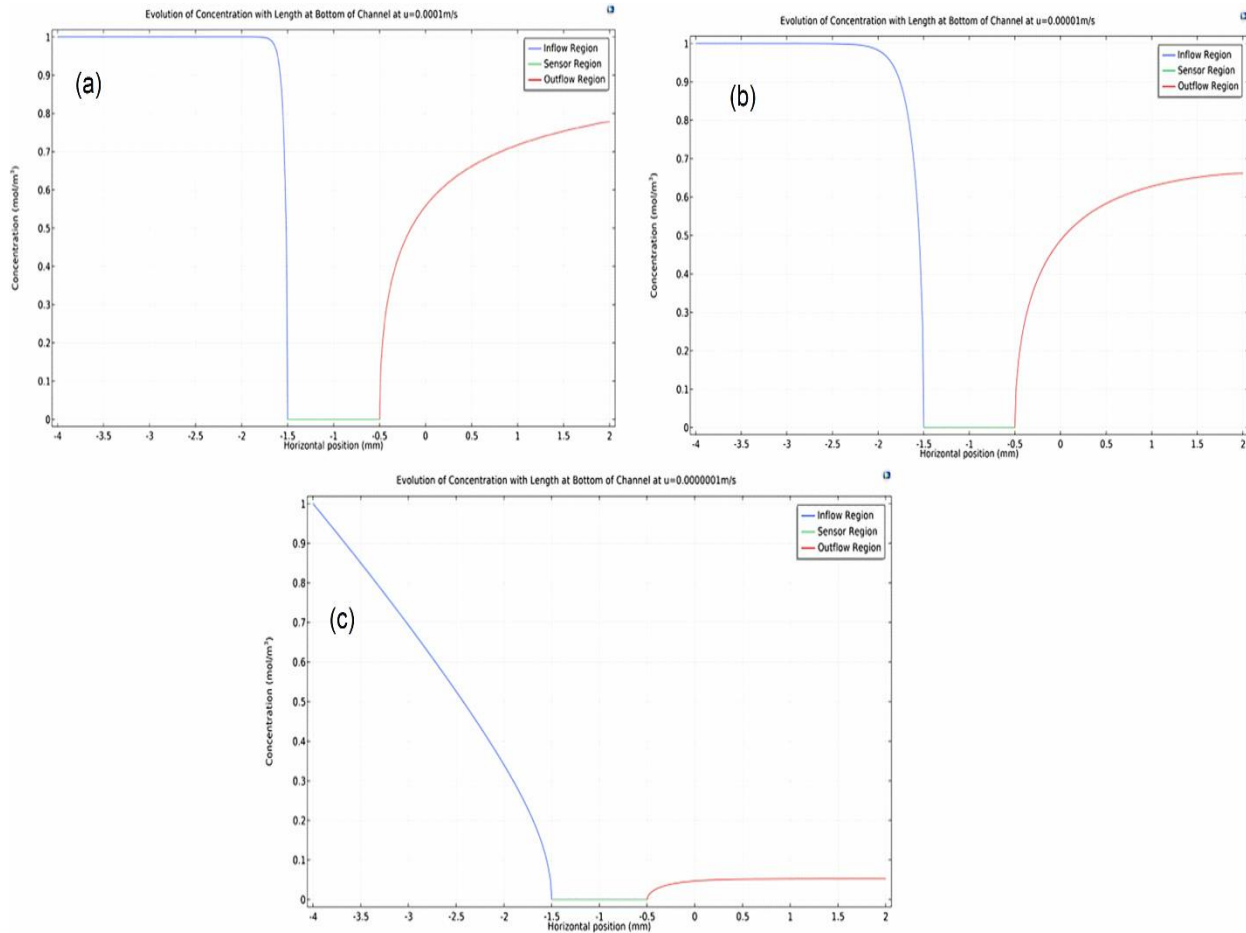 Evolution of Concentration with Length at Bottom of Channel at u=0.0001m/s
(a)
Inflow Region
Sensor Region
Outflow Region
Concentration (mol/m³)
1
0.9
0.8
0.7
0.6
0.5
0.4
0.3
0.2
0.1
0
-4 -3.5 -3 -2.5 -2 -1.5 -1 -0.5 0 0.5 1 1.5 2
Horizontal position (mm)
Evolution of Concentration with Length at Bottom of Channel at u=0.00001m/s
(b)
Inflow Region
Sensor Region
Outflow Region
Concentration (mol/m³)
1
0.9
0.8
0.7
0.6
0.5
0.4
0.3
0.2
0.1
0
-4 -3.5 -3 -2.5 -2 -1.5 -1 -0.5 0 0.5 1 1.5 2
Horizontal position (mm)
Evolution of Concentration with Length at Bottom of Channel at u=0.0000001m/s
(c)
Inflow Region
Sensor Region
Outflow Region
Concentration (mol/m³)
1
0.9
0.8
0.7
0.6
0.5
0.4
0.3
0.2
0.1
0
-4 -3.5 -3 -2.5 -2 -1.5 -1 -0.5 0 0.5 1 1.5 2
Horizontal position (mm)